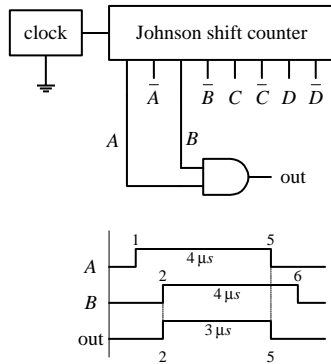 clock
Johnson shift counter
A̅ B̅ C C̅ D D̅
A B
out
1 5
A 4 μs
2 6
B 4 μs
out 3 μs
2 5